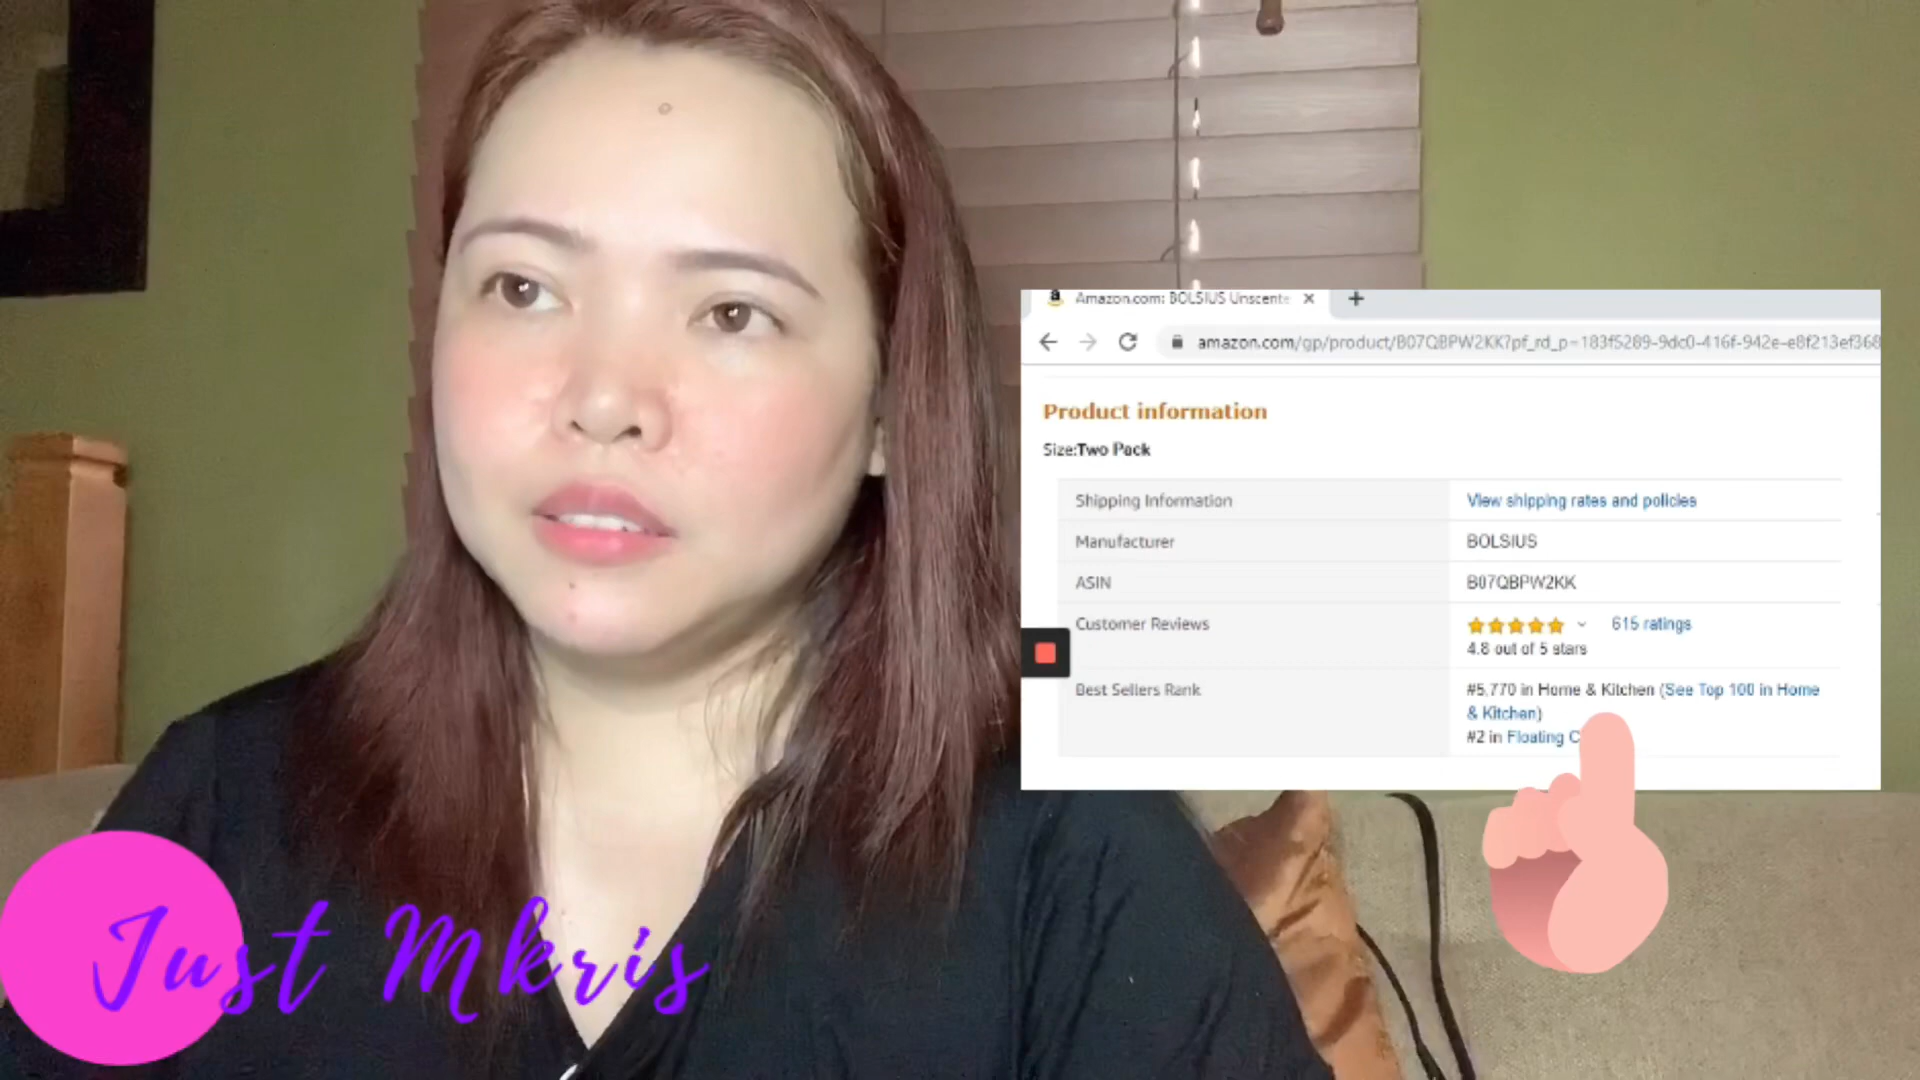 Amazon.com: BOLSIUS Unscente
amazon.com/gp/product/B07QBPW2KK?pf_rd_p=183f5289-9dc0-416f-942e-e8f213ef368
Product information
Size:Two Pack
Shipping Information View shipping rates and policies
Manufacturer BOLSIUS
ASIN B07QBPW2KK
Customer Reviews 615 ratings
4.8 out of 5 stars
Best Sellers Rank #5,770 in Home & Kitchen (See Top 100 in Home
& Kitchen)
#2 in Floating C
Just Mkris